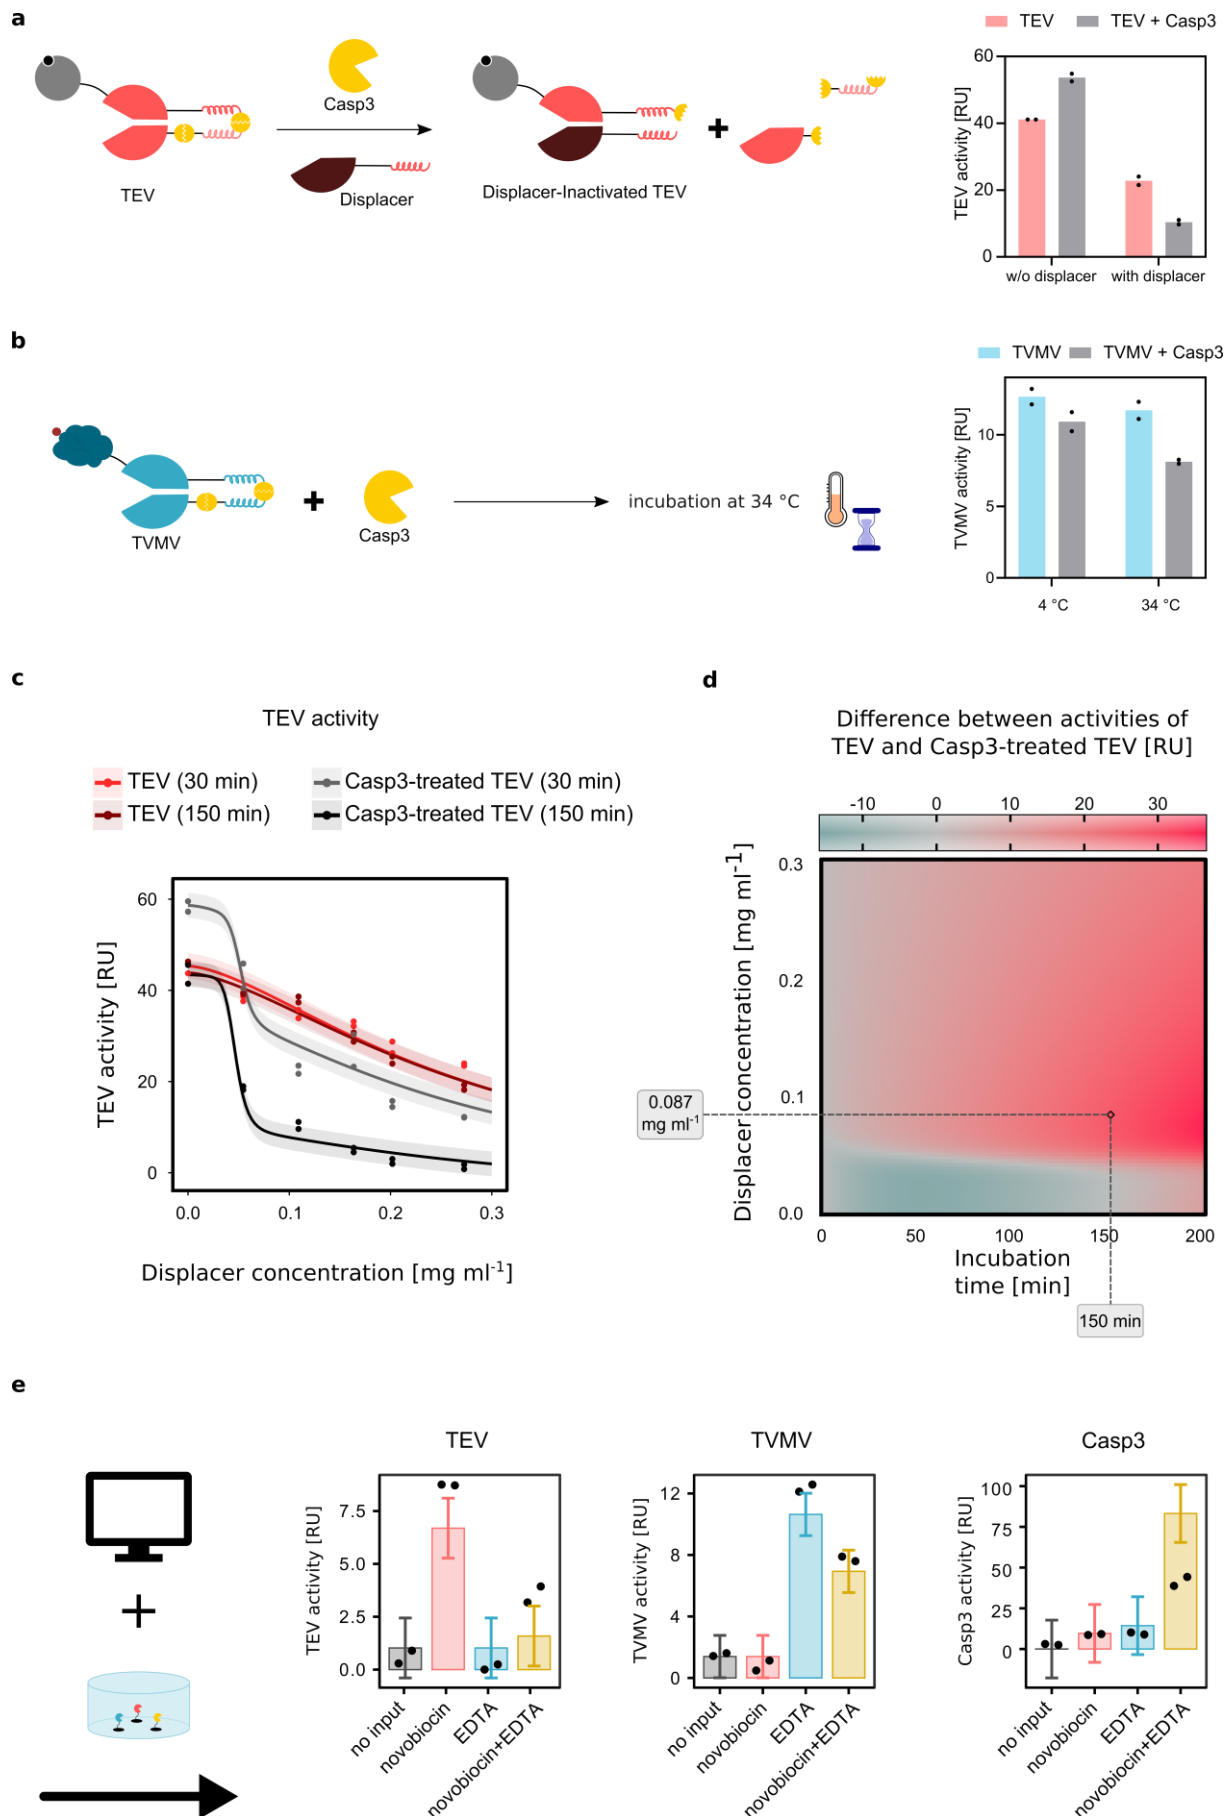 a
Casp3
TEV
Displacer
Displacer-Inactivated TEV
TEV
TEV + Casp3
TEV activity [RU]
60
40
20
0
w/o displacer
with displacer
b
TVMV
Casp3
incubation at 34 °C
TVMV
TVMV + Casp3
TVMV activity [RU]
10
5
0
4 °C
34 °C
c
TEV activity
TEV (30 min)
Casp3-treated TEV (30 min)
TEV (150 min)
Casp3-treated TEV (150 min)
TEV activity [RU]
60
40
20
0
0.0
0.1
0.2
0.3
Displacer concentration [mg ml⁻¹]
d
Difference between activities of
TEV and Casp3-treated TEV [RU]
-10
0
10
20
30
Displacer concentration [mg ml⁻¹]
0.3
0.2
0.1
0.0
0.087
mg ml⁻¹
0
50
100
150
200
Incubation
time [min]
150 min
e
TEV
TEV activity [RU]
7.5
5.0
2.5
0.0
no input
novobiocin
EDTA
novobiocin+EDTA
TVMV
TVMV activity [RU]
12
8
4
0
no input
novobiocin
EDTA
novobiocin+EDTA
Casp3
Casp3 activity [RU]
100
75
50
25
0
no input
novobiocin
EDTA
novobiocin+EDTA